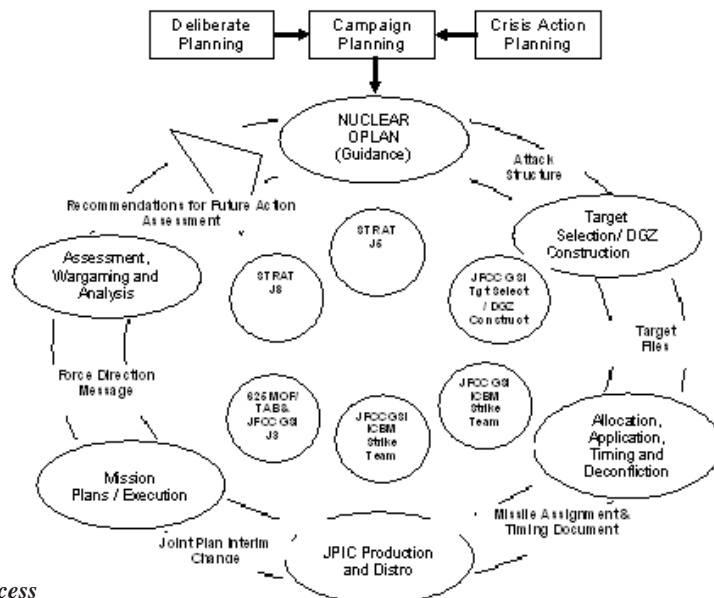 Deliberate
Planning
Campaign
Planning
Crisis Action
Planning
NUCLEAR
OPLAN
(Guidance)
Attack
Structure
Recommendations for Future Action
Assessment
Target
Selection/ DGZ
Construction
STRAT
J5
Assessment,
Wargaming and
Analysis
STRAT
J8
JFCC GSI
Tgt Select
/ DGZ
Construct
Target
Files
Force Direction
Message
625 MOF/
TAB &
JFCC GSI
J3
JFCC GSI
ICBM
Strike
Team
JFCC GSI
ICBM
Strike
Team
Allocation,
Application,
Timing and
Deconfliction
Mission
Plans / Execution
Missile Assignment &
Timing Document
Joint Plan Interim
Change
JPIC Production
and Distro
cess